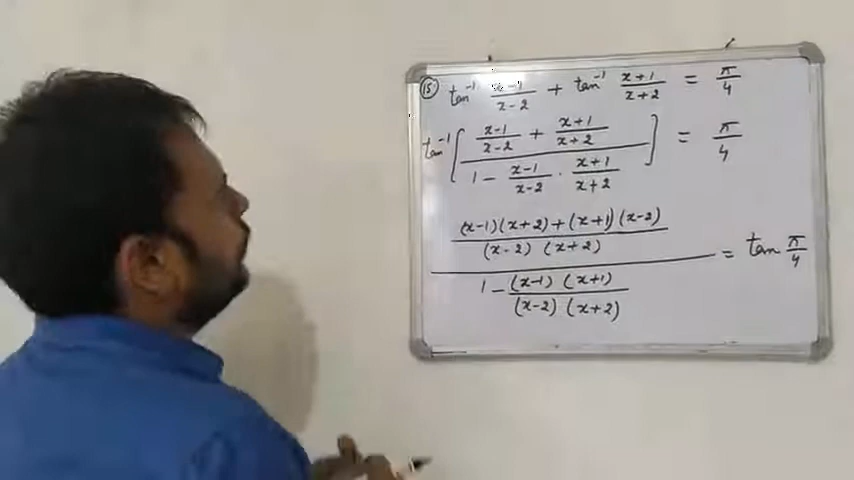 (15) tan⁻¹ (x-1)/(x-2) + tan⁻¹ (x+1)/(x+2) = π/4
tan⁻¹ [ ( (x-1)/(x-2) + (x+1)/(x+2) ) / ( 1 - (x-1)/(x-2) · (x+1)/(x+2) ) ] = π/4
( ( (x-1)(x+2)+(x+1)(x-2) ) / ( (x-2) (x+2) ) ) / ( 1 - ( (x-1) (x+1) ) / ( (x-2) (x+2) ) ) = tan π/4